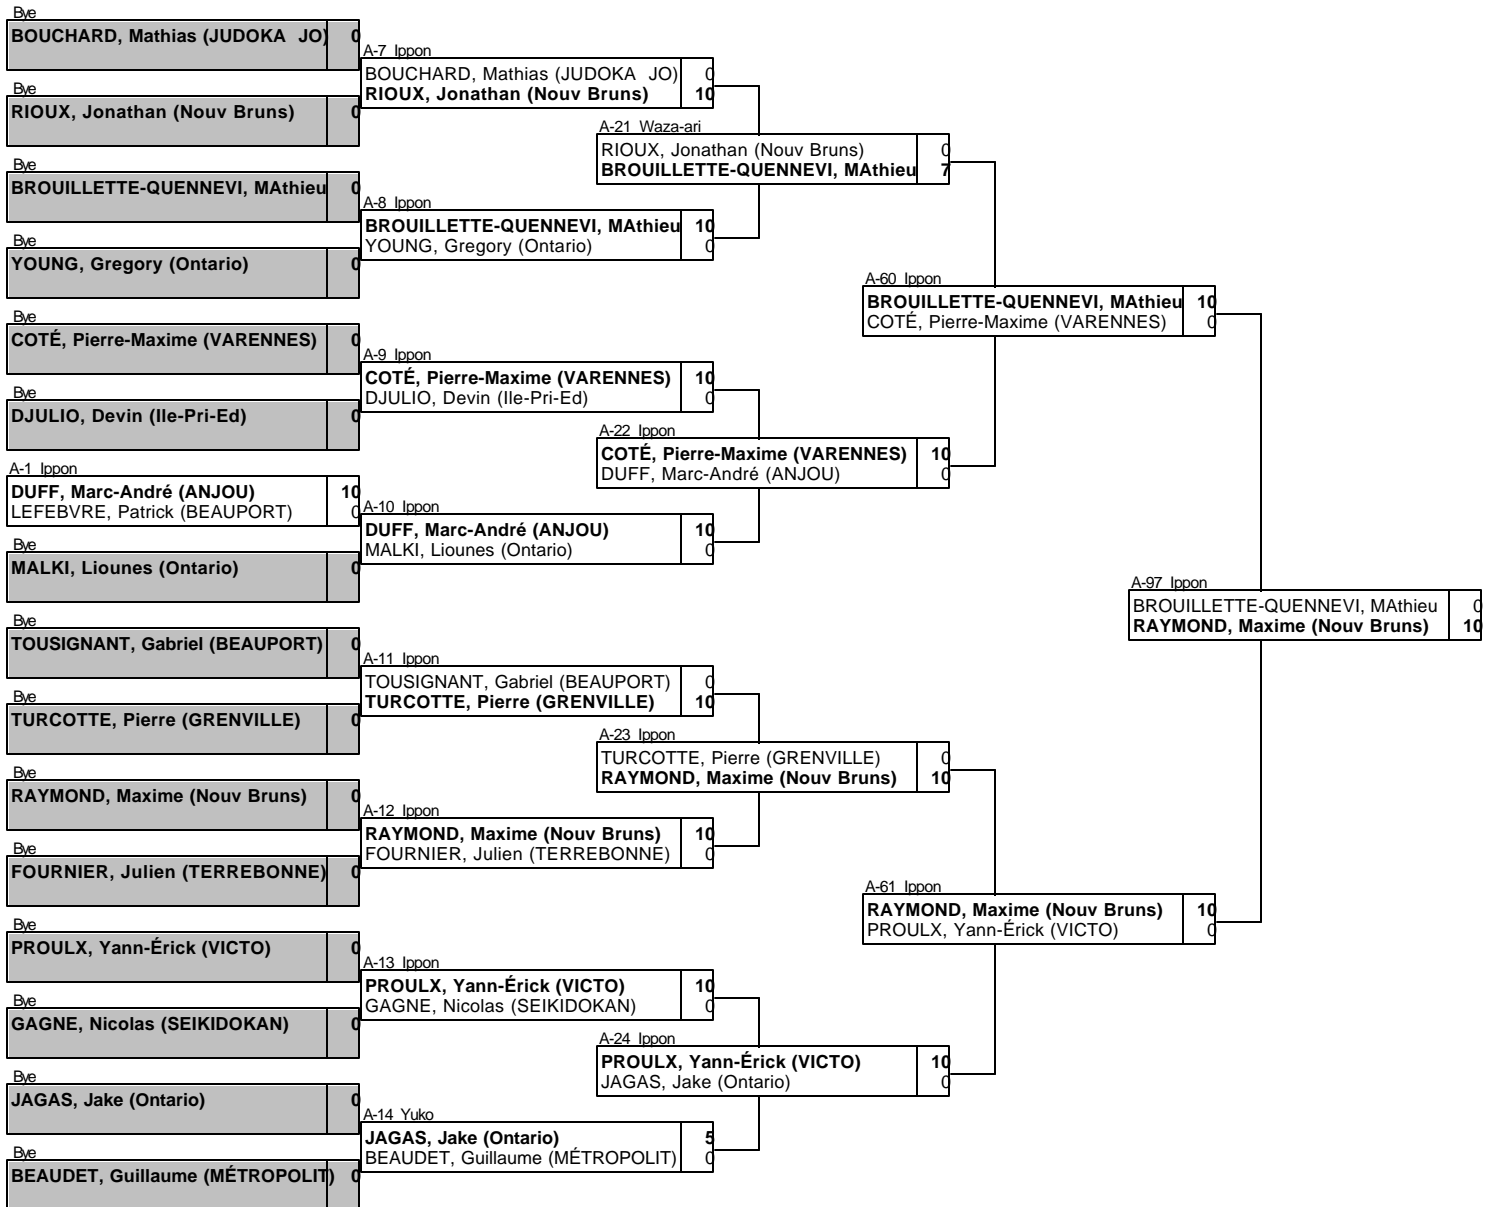 Bye
BOUCHARD, Mathias (JUDOKA JO) 0
Bye
RIOUX, Jonathan (Nouv Bruns) 0
Bye
BROUILLETTE-QUENNEVI, MAthieu 0
Bye
YOUNG, Gregory (Ontario) 0
Bye
COTÉ, Pierre-Maxime (VARENNES) 0
Bye
DJULIO, Devin (Ile-Pri-Ed) 0
A-1 Ippon
DUFF, Marc-André (ANJOU) 10
LEFEBVRE, Patrick (BEAUPORT) 0
Bye
MALKI, Liounes (Ontario) 0
Bye
TOUSIGNANT, Gabriel (BEAUPORT) 0
Bye
TURCOTTE, Pierre (GRENVILLE) 0
Bye
RAYMOND, Maxime (Nouv Bruns) 0
Bye
FOURNIER, Julien (TERREBONNE) 0
Bye
PROULX, Yann-Érick (VICTO) 0
Bye
GAGNE, Nicolas (SEIKIDOKAN) 0
Bye
JAGAS, Jake (Ontario) 0
Bye
BEAUDET, Guillaume (MÉTROPOLIT) 0
A-7 Ippon
BOUCHARD, Mathias (JUDOKA JO) 0
RIOUX, Jonathan (Nouv Bruns) 10
A-8 Ippon
BROUILLETTE-QUENNEVI, MAthieu 10
YOUNG, Gregory (Ontario) 0
A-9 Ippon
COTÉ, Pierre-Maxime (VARENNES) 10
DJULIO, Devin (Ile-Pri-Ed) 0
A-10 Ippon
DUFF, Marc-André (ANJOU) 10
MALKI, Liounes (Ontario) 0
A-11 Ippon
TOUSIGNANT, Gabriel (BEAUPORT) 0
TURCOTTE, Pierre (GRENVILLE) 10
A-12 Ippon
RAYMOND, Maxime (Nouv Bruns) 10
FOURNIER, Julien (TERREBONNE) 0
A-13 Ippon
PROULX, Yann-Érick (VICTO) 10
GAGNE, Nicolas (SEIKIDOKAN) 0
A-14 Yuko
JAGAS, Jake (Ontario) 5
BEAUDET, Guillaume (MÉTROPOLIT) 0
A-21 Waza-ari
RIOUX, Jonathan (Nouv Bruns) 0
BROUILLETTE-QUENNEVI, MAthieu 7
A-22 Ippon
COTÉ, Pierre-Maxime (VARENNES) 10
DUFF, Marc-André (ANJOU) 0
A-23 Ippon
TURCOTTE, Pierre (GRENVILLE) 0
RAYMOND, Maxime (Nouv Bruns) 10
A-24 Ippon
PROULX, Yann-Érick (VICTO) 10
JAGAS, Jake (Ontario) 0
A-60 Ippon
BROUILLETTE-QUENNEVI, MAthieu 10
COTÉ, Pierre-Maxime (VARENNES) 0
A-61 Ippon
RAYMOND, Maxime (Nouv Bruns) 10
PROULX, Yann-Érick (VICTO) 0
A-97 Ippon
BROUILLETTE-QUENNEVI, MAthieu 0
RAYMOND, Maxime (Nouv Bruns) 10